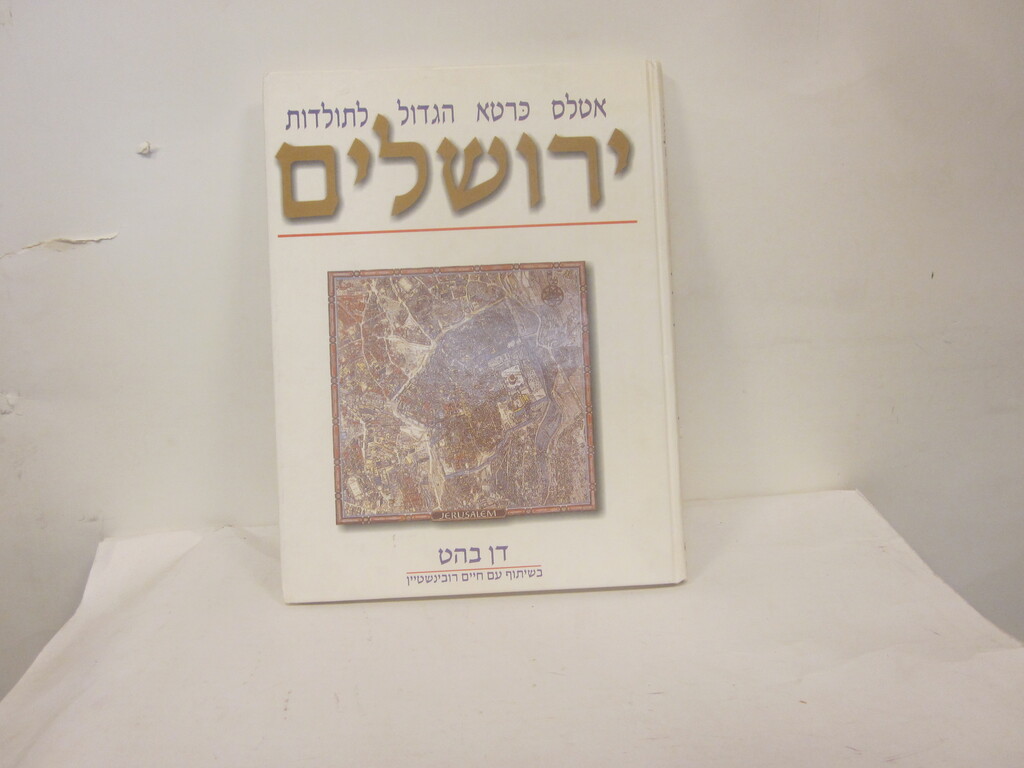 אטלס כרטא הגדול לתולדות
ירושלים
JERUSALEM
דן בהט
בשיתוף עם חיים רובינשטיין